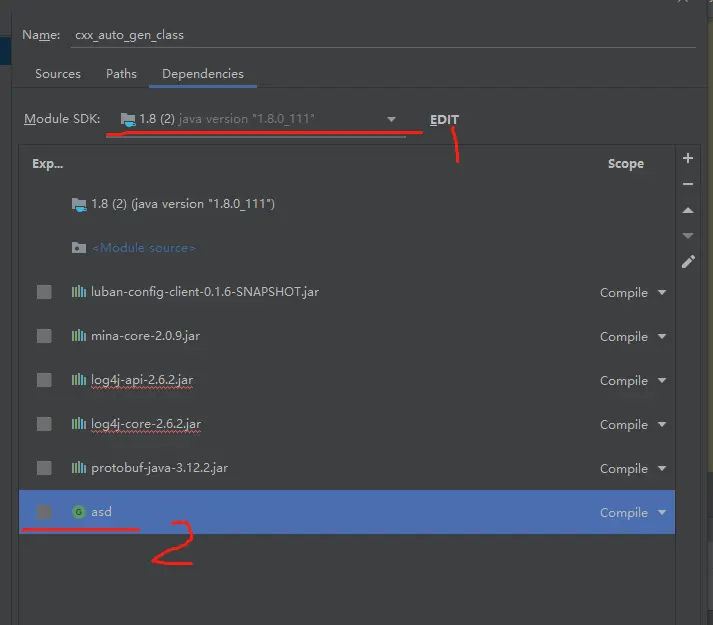 Name: cxx_auto_gen_class
Sources Paths Dependencies
Module SDK: 1.8 (2) java version "1.8.0_111" EDIT
1
Exp... Scope
1.8 (2) (java version "1.8.0_111")
<Module source>
luban-config-client-0.1.6-SNAPSHOT.jar Compile
mina-core-2.0.9.jar Compile
log4j-api-2.6.2.jar Compile
log4j-core-2.6.2.jar Compile
protobuf-java-3.12.2.jar Compile
G asd Compile
2